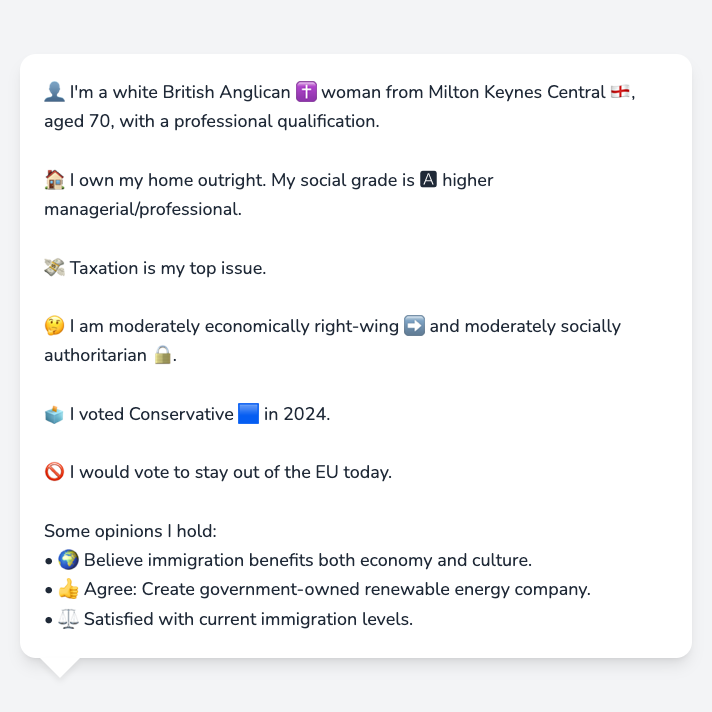 👤 I'm a white British Anglican ✝️ woman from Milton Keynes Central 🏴󠁧󠁢󠁥󠁮󠁧󠁿,
aged 70, with a professional qualification.
🏠 I own my home outright. My social grade is 🅰️ higher
managerial/professional.
💸 Taxation is my top issue.
🤔 I am moderately economically right-wing ➡️ and moderately socially
authoritarian 🔒.
🗳️ I voted Conservative 🟦 in 2024.
🚫 I would vote to stay out of the EU today.
Some opinions I hold:
• 🌍 Believe immigration benefits both economy and culture.
• 👍 Agree: Create government-owned renewable energy company.
• ⚖️ Satisfied with current immigration levels.